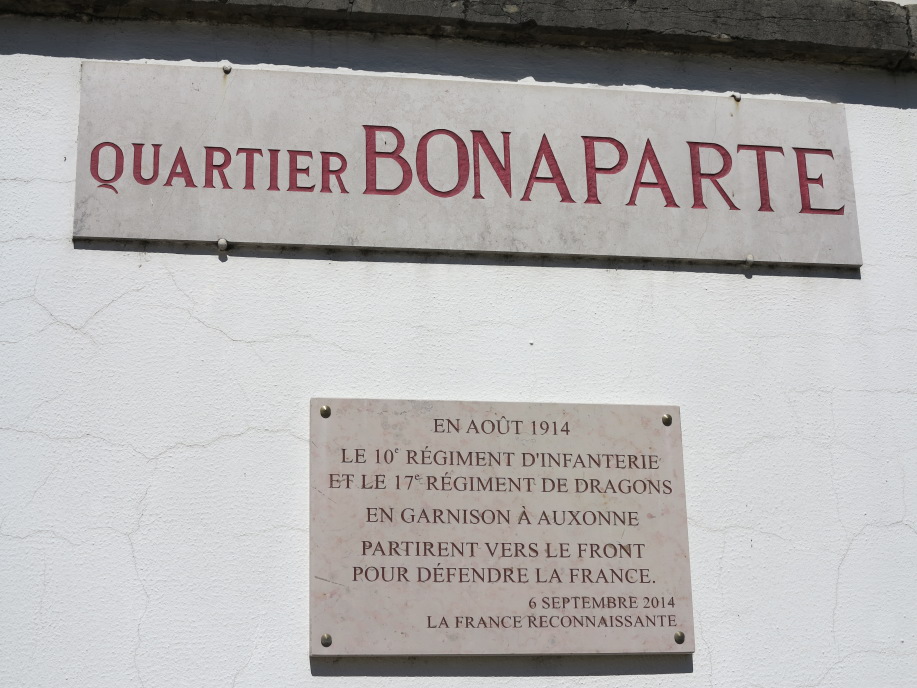 QUARTIER BONAPARTE
EN AOÛT 1914
LE 10e RÉGIMENT D'INFANTERIE
ET LE 17e RÉGIMENT DE DRAGONS
EN GARNISON À AUXONNE
PARTIRENT VERS LE FRONT
POUR DÉFENDRE LA FRANCE.
6 SEPTEMBRE 2014
LA FRANCE RECONNAISSANTE